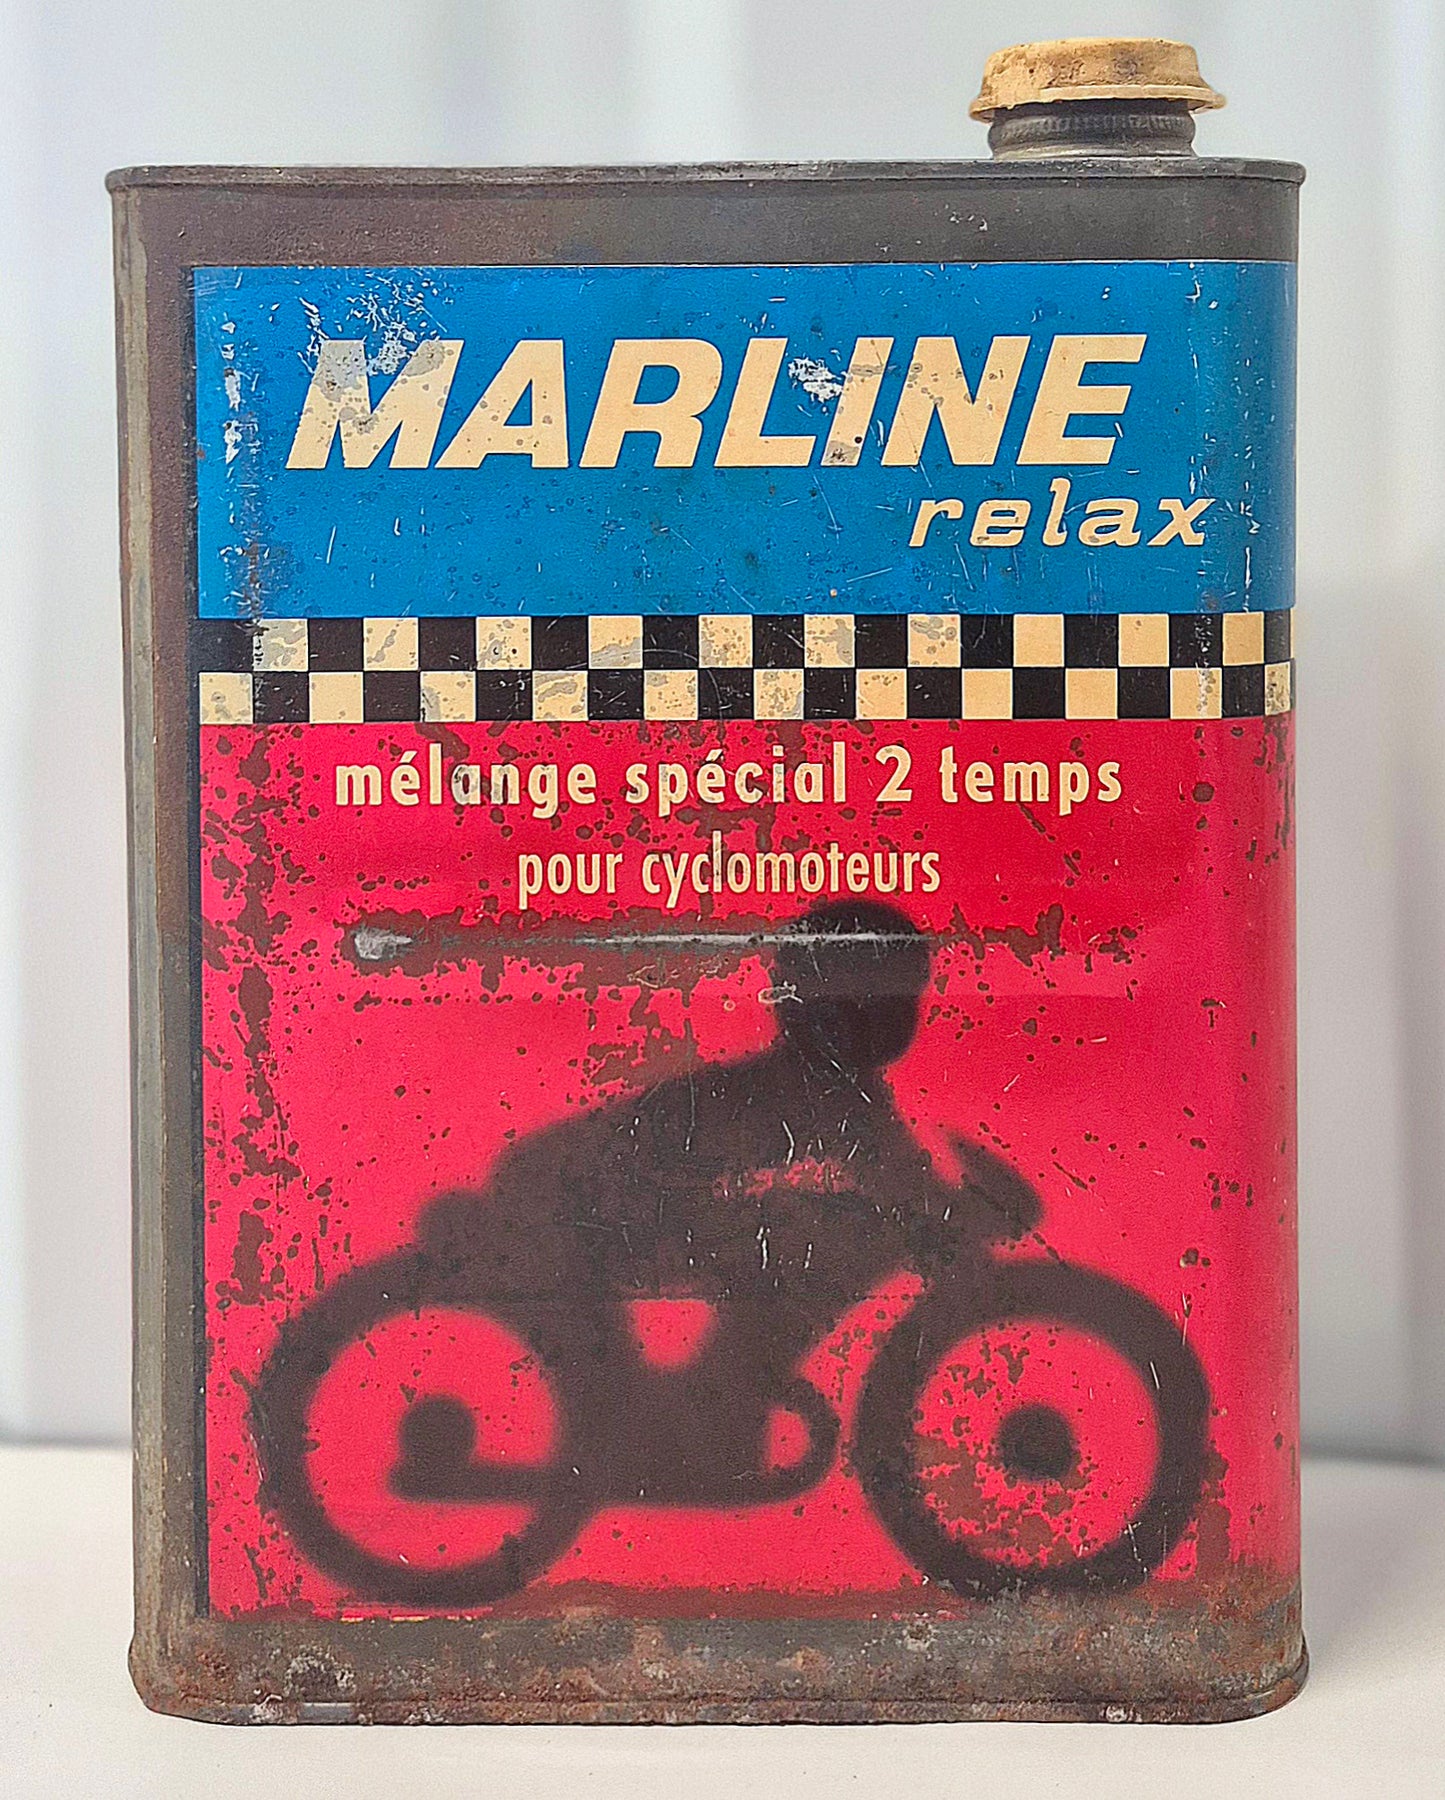 MARLINE
relax
mélange spécial 2 temps
pour cyclomoteurs